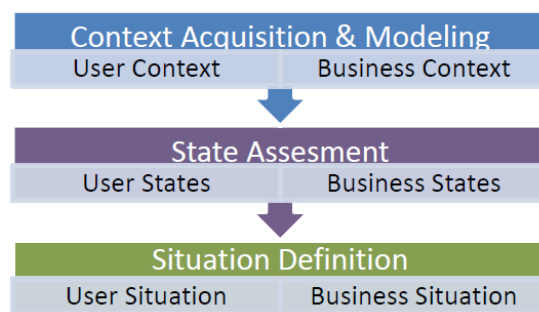 Context Acquisition & Modeling
User Context Business Context
State Assesment
User States Business States
Situation Definition
User Situation Business Situation